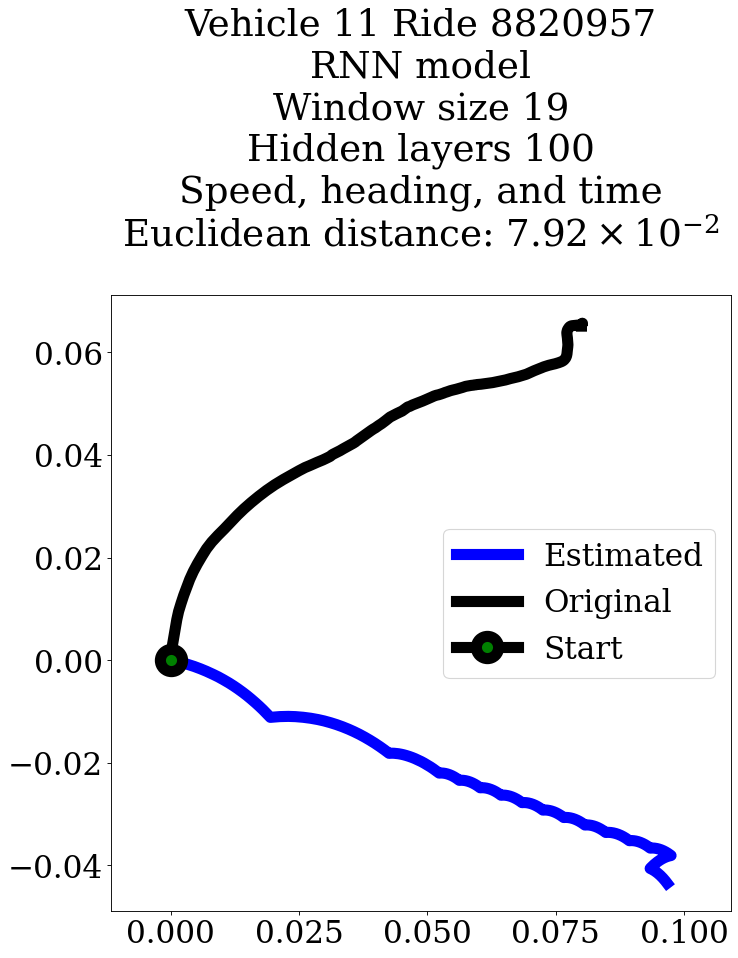 Vehicle 11 Ride 8820957
RNN model
Window size 19
Hidden layers 100
Speed, heading, and time
Euclidean distance: 7.92 × 10⁻²
0.06
0.04
0.02
0.00
−0.02
−0.04
Estimated
Original
Start
0.000 0.025 0.050 0.075 0.100